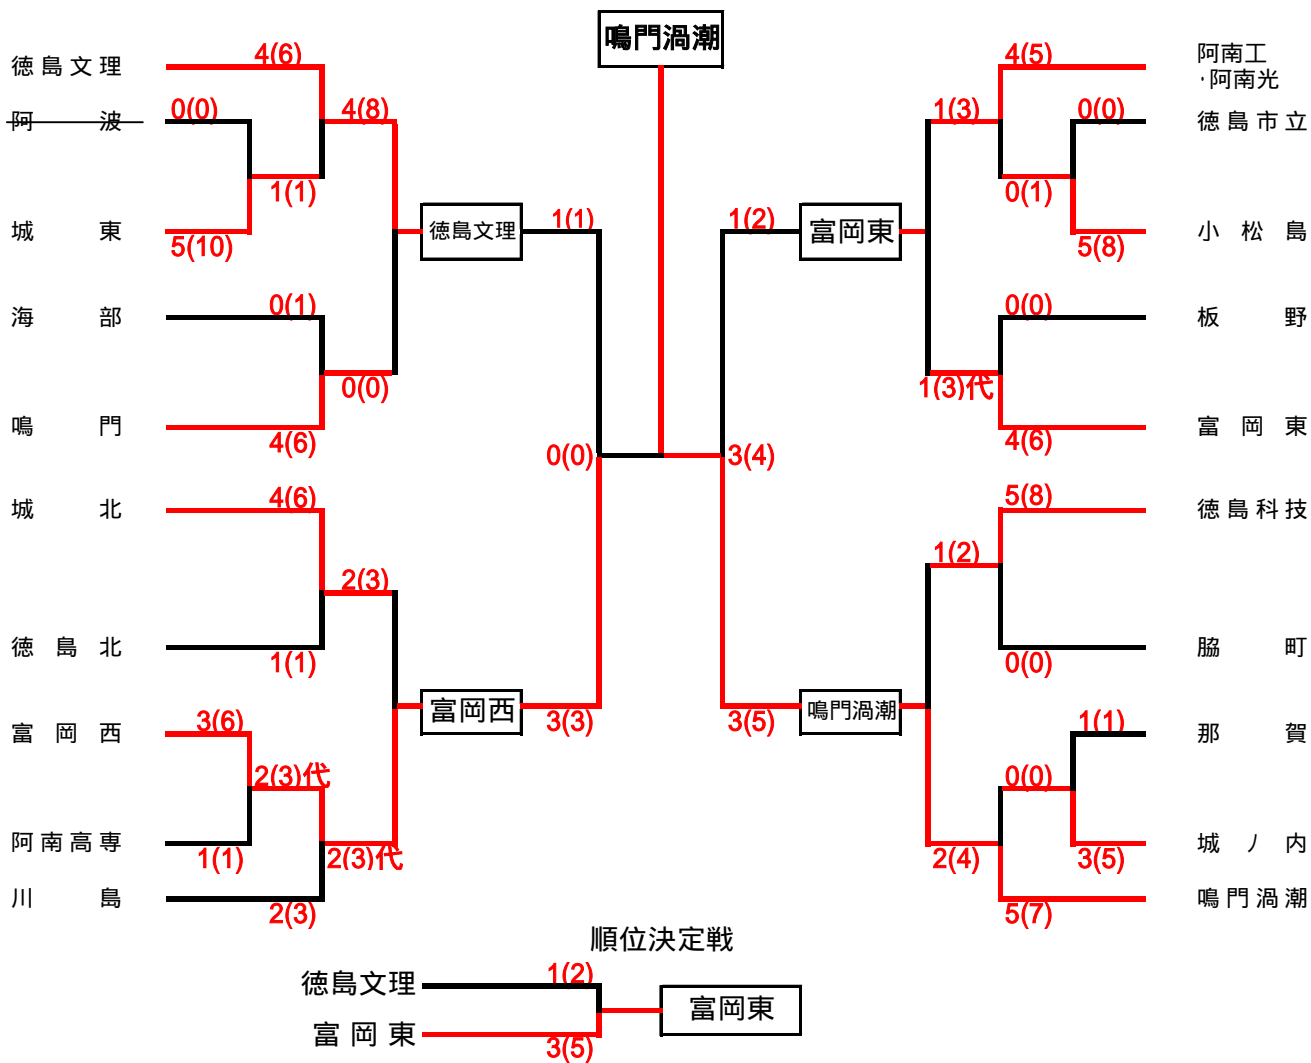 鳴門渦潮
徳島文理 4(6)
阿波 0(0)
4(8)
1(1)
城東 5(10)
徳島文理 1(1)
海部 0(1)
0(0)
鳴門 4(6)
0(0)
城北 4(6)
2(3)
徳島北 1(1)
富岡西 3(3)
富岡西 3(6)
2(3)代
阿南高専 1(1)
2(3)代
川島 2(3)
4(5) 阿南工
・阿南光
1(3)
0(0) 徳島市立
0(1)
5(8) 小松島
1(2) 富岡東
0(0) 板野
1(3)代
4(6) 富岡東
3(4)
5(8) 徳島科技
1(2)
0(0) 脇町
3(5) 鳴門渦潮
1(1) 那賀
0(0)
2(4)
3(5) 城ノ内
5(7) 鳴門渦潮
順位決定戦
徳島文理 1(2)
富岡東
富岡東 3(5)